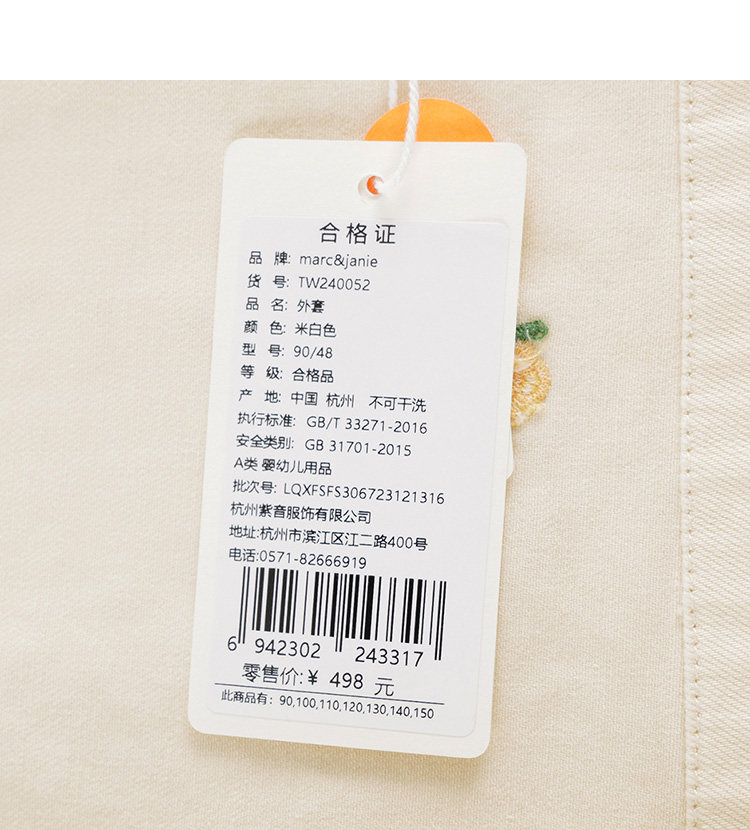 合格证
品 牌: marc&janie
货 号: TW240052
品 名: 外套
颜 色: 米白色
型 号: 90/48
等 级: 合格品
产 地: 中国 杭州 不可干洗
执行标准: GB/T 33271-2016
安全类别: GB 31701-2015
A类 婴幼儿用品
批次号: LQXFSFS306723121316
杭州紫音服饰有限公司
地址:杭州市滨江区江二路400号
电话:0571-82666919
6 942302 243317
零售价:¥ 498 元
此商品有: 90,100,110,120,130,140,150